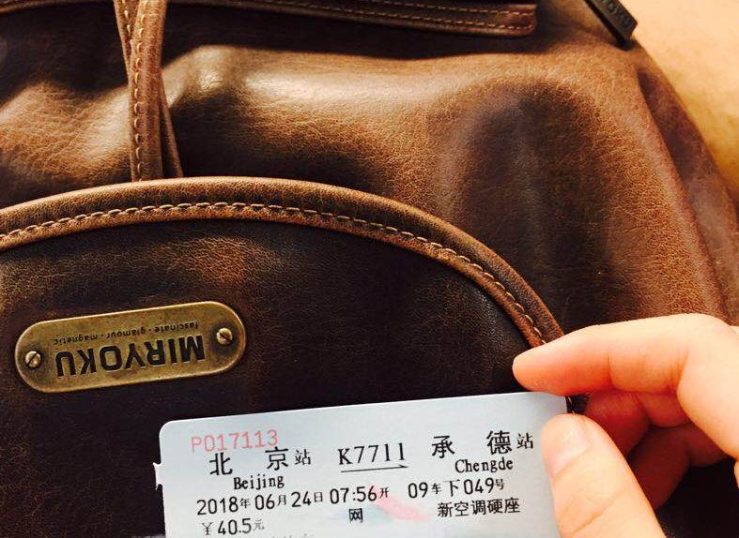 MIRYOKU
fascinate · glamour · magnetic
P017113
北 京站 K7711 承 德站
Beijing Chengde
2018年06月24日07:56开 09车下049号
￥40.5元 网 新空调硬座